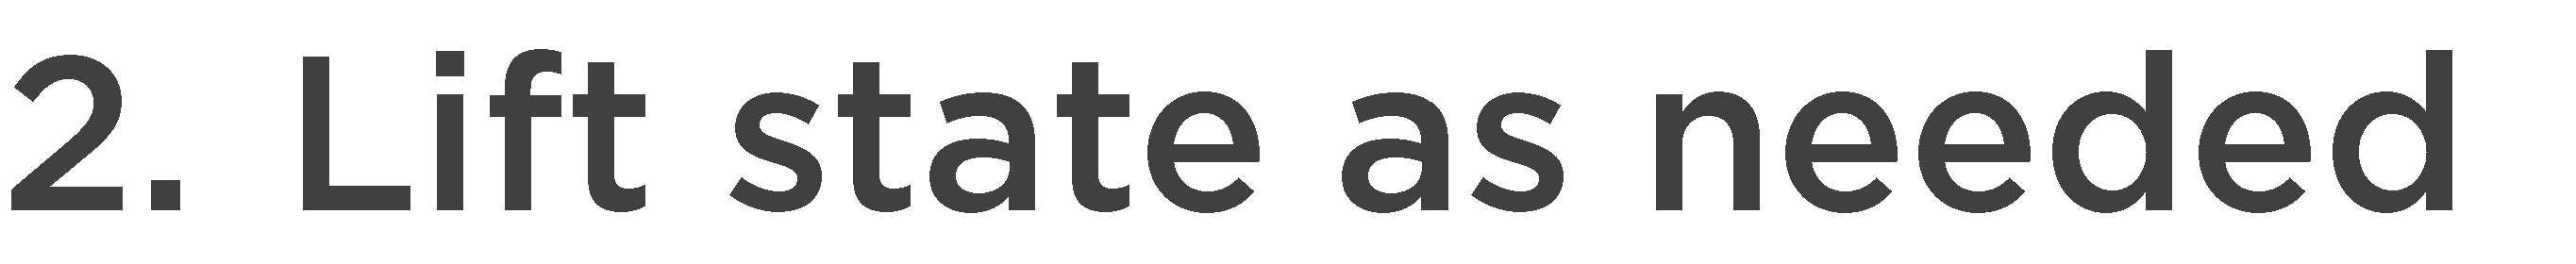 2. Lift state as needed